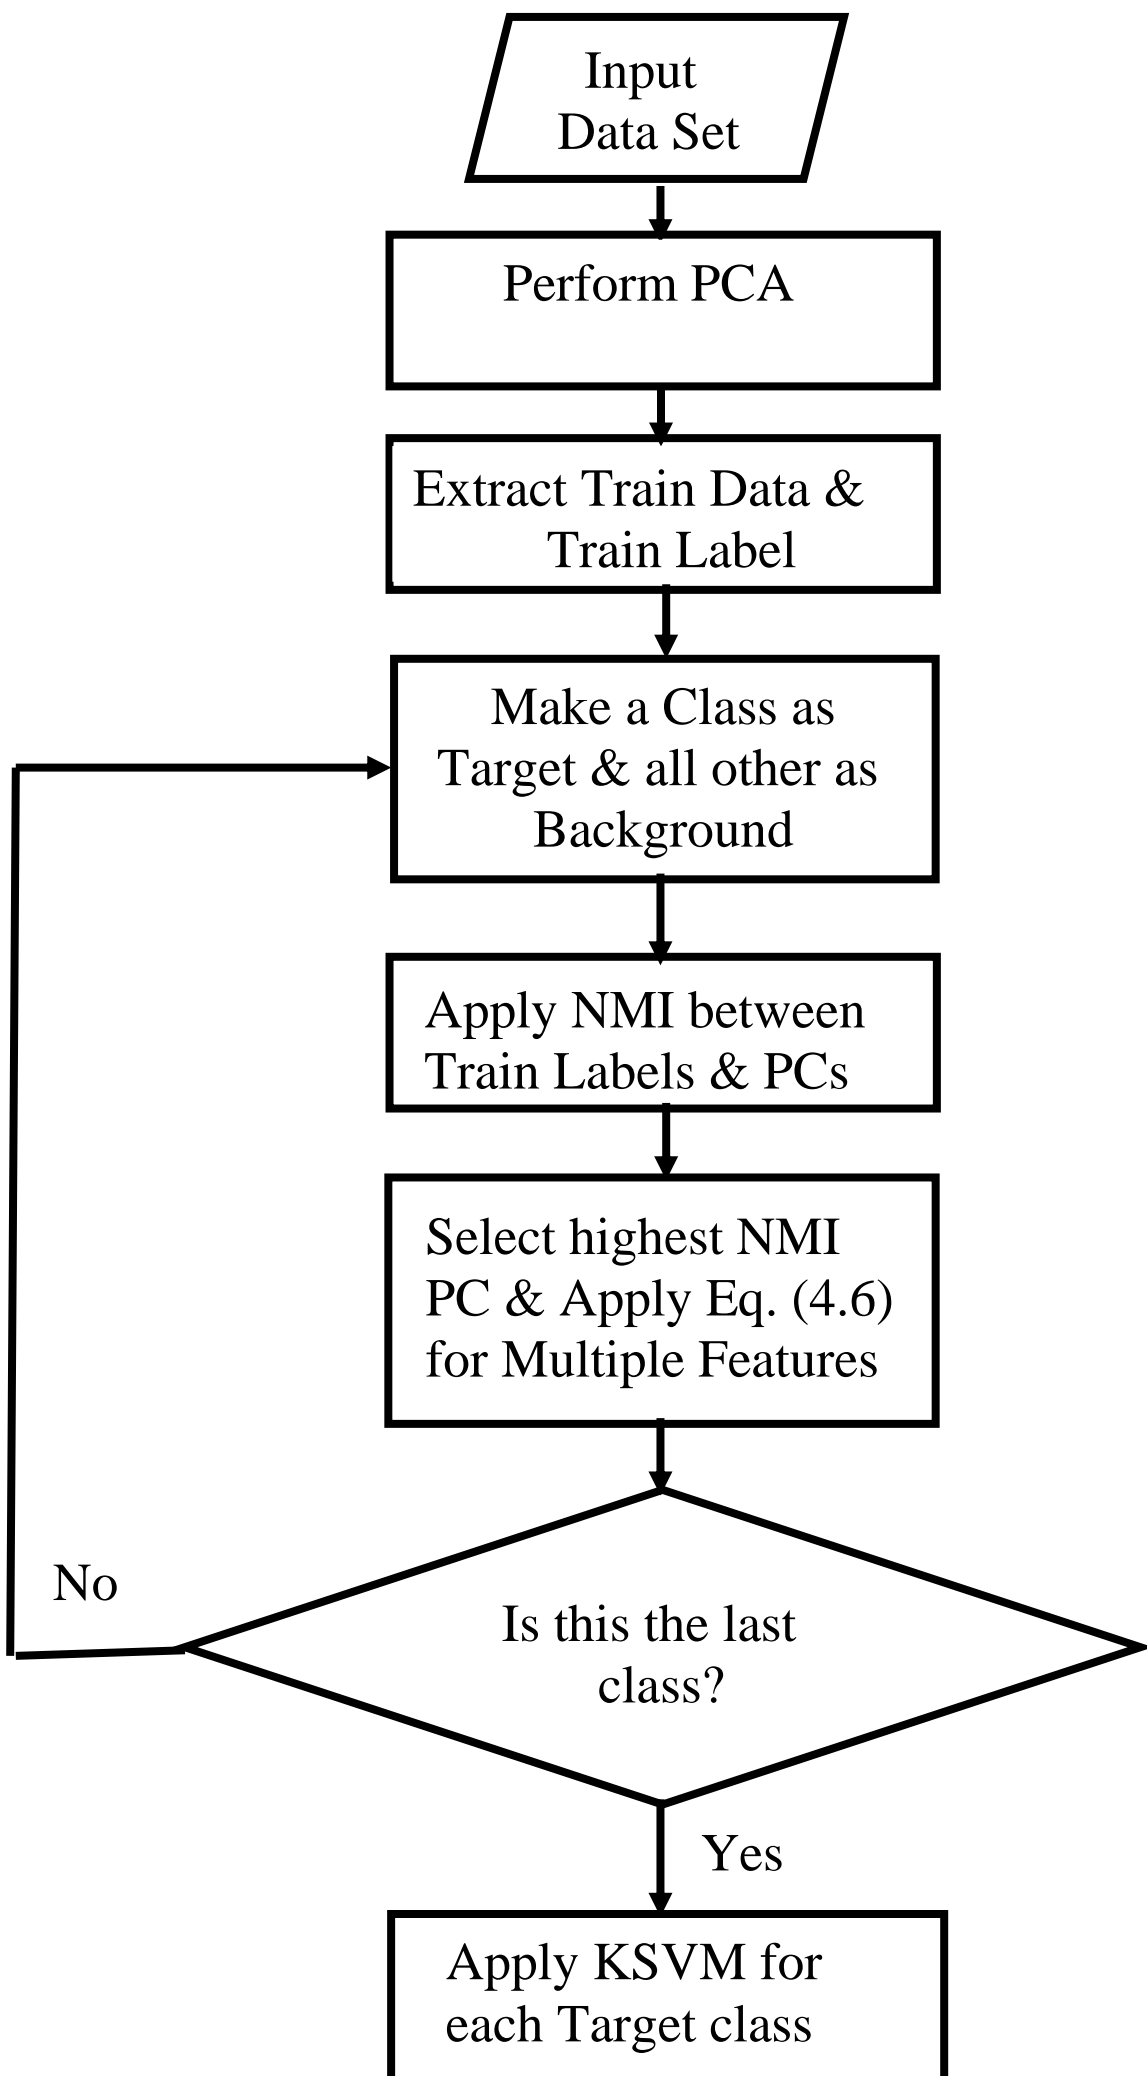 Input
Data Set
Perform PCA
Extract Train Data &
Train Label
Make a Class as
Target & all other as
Background
Apply NMI between
Train Labels & PCs
Select highest NMI
PC & Apply Eq. (4.6)
for Multiple Features
No
Is this the last
class?
Yes
Apply KSVM for
each Target class